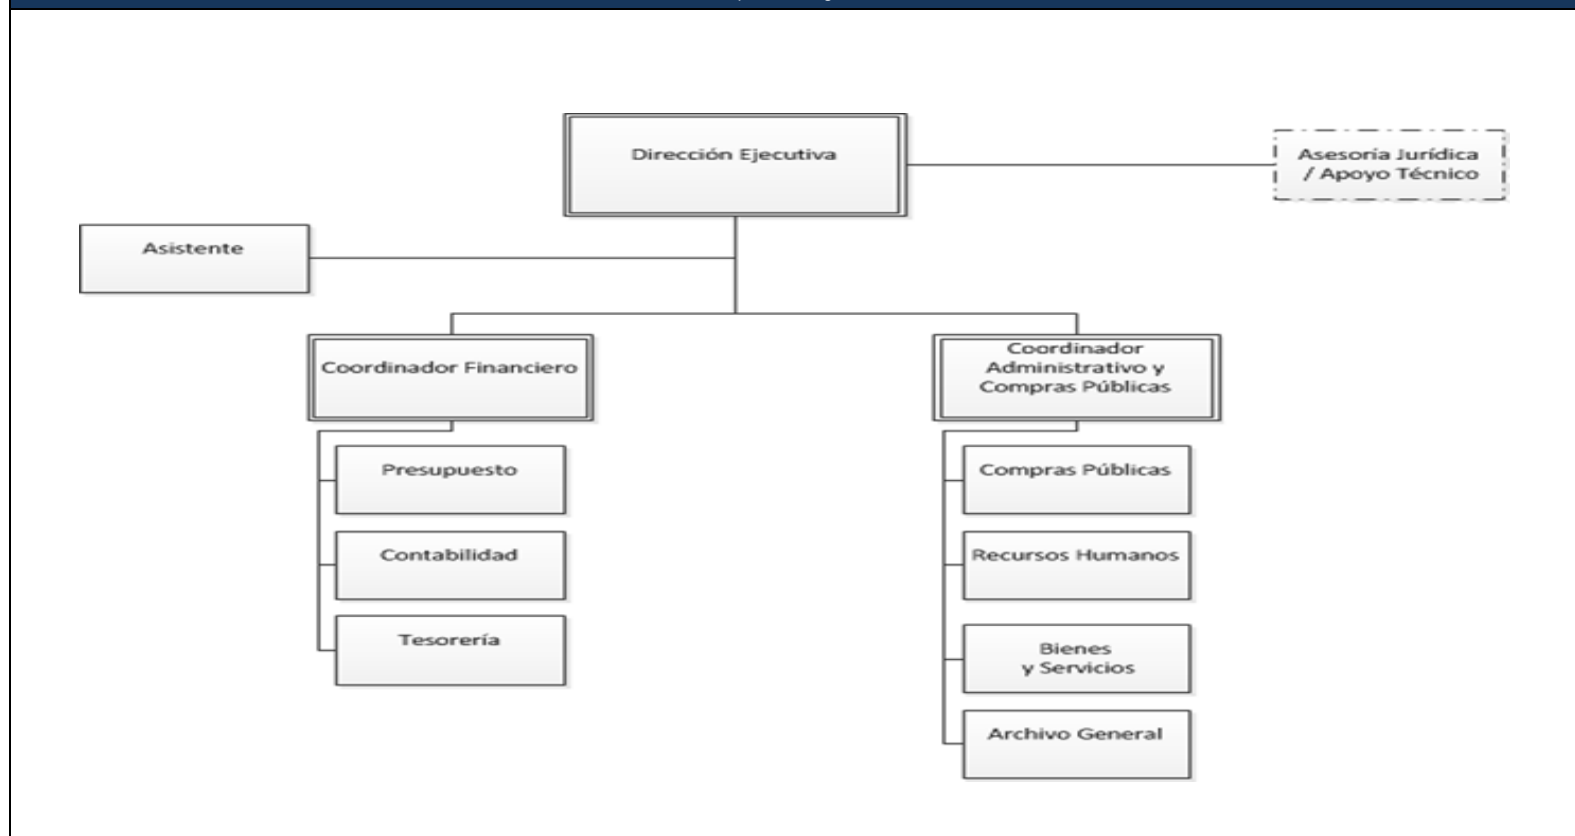 Dirección Ejecutiva
Asesoría Jurídica
/ Apoyo Técnico
Asistente
Coordinador Financiero
Coordinador
Administrativo y
Compras Públicas
Presupuesto
Compras Públicas
Contabilidad
Recursos Humanos
Tesorería
Bienes
y Servicios
Archivo General